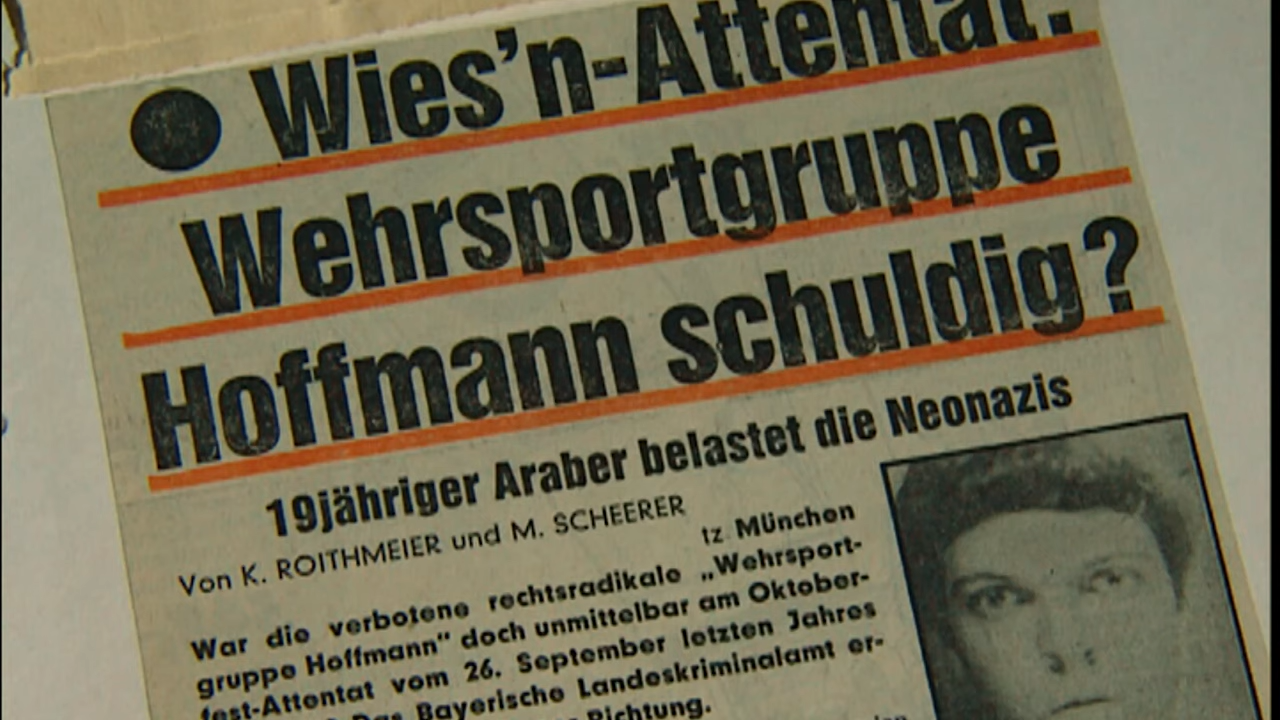 ● Wies'n-Attentat:
Wehrsportgruppe
Hoffmann schuldig?
19jähriger Araber belastet die Neonazis
Von K. ROITHMEIER und M. SCHEERER
tz München
War die verbotene rechtsradikale „Wehrsport-
gruppe Hoffmann" doch unmittelbar am Oktober-
fest-Attentat vom 26. September letzten Jahres
Das Bayerische Landeskriminalamt er-
Richtung.